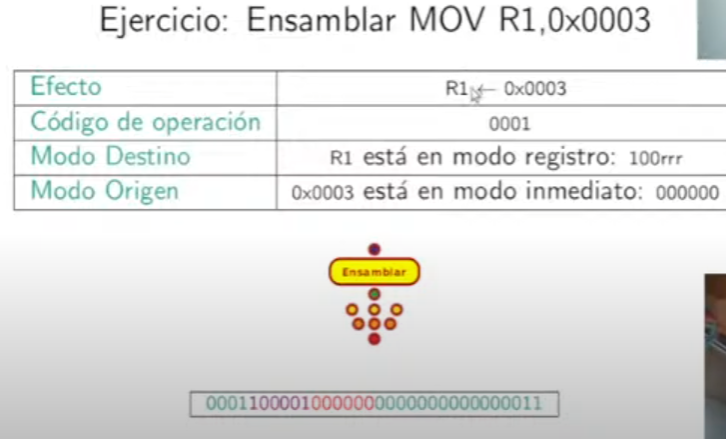 Ejercicio: Ensamblar MOV R1,0x0003
Efecto R1 ← 0x0003
Código de operación 0001
Modo Destino R1 está en modo registro: 100rrr
Modo Origen 0x0003 está en modo inmediato: 000000
Ensamblar
00011000010000000000000000000011